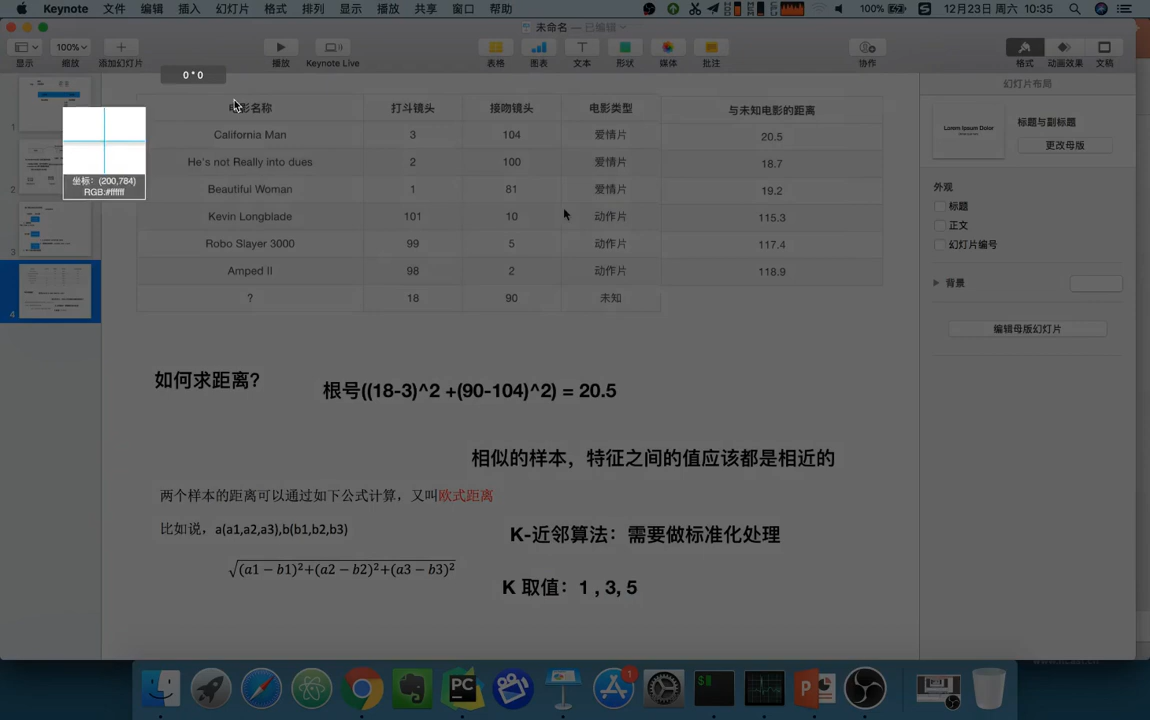 Keynote 文件 编辑 插入 幻灯片 格式 排列 显示 播放 共享 窗口 帮助 100% 12月23日 周六 10:35
未命名 — 已编辑
100%
显示 缩放 添加幻灯片 播放 Keynote Live 表格 图表 文本 形状 媒体 批注 协作 格式 动画效果 文稿
0 * 0
坐标: (200,784)
RGB:#ffffff
1
2
3
4
电影名称 打斗镜头 接吻镜头 电影类型 与未知电影的距离
California Man 3 104 爱情片 20.5
He's not Really into dues 2 100 爱情片 18.7
Beautiful Woman 1 81 爱情片 19.2
Kevin Longblade 101 10 动作片 115.3
Robo Slayer 3000 99 5 动作片 117.4
Amped II 98 2 动作片 118.9
? 18 90 未知
如何求距离?
根号((18-3)^2 +(90-104)^2) = 20.5
相似的样本，特征之间的值应该都是相近的
两个样本的距离可以通过如下公式计算，又叫欧式距离
比如说，a(a1,a2,a3),b(b1,b2,b3)
√(a1 − b1)²+(a2 − b2)²+(a3 − b3)²
K-近邻算法：需要做标准化处理
K 取值：1 , 3, 5
幻灯片布局
Lorem Ipsum Dolor
标题与副标题
更改母版
外观
标题
正文
幻灯片编号
背景
编辑母版幻灯片
PC
1
$
P